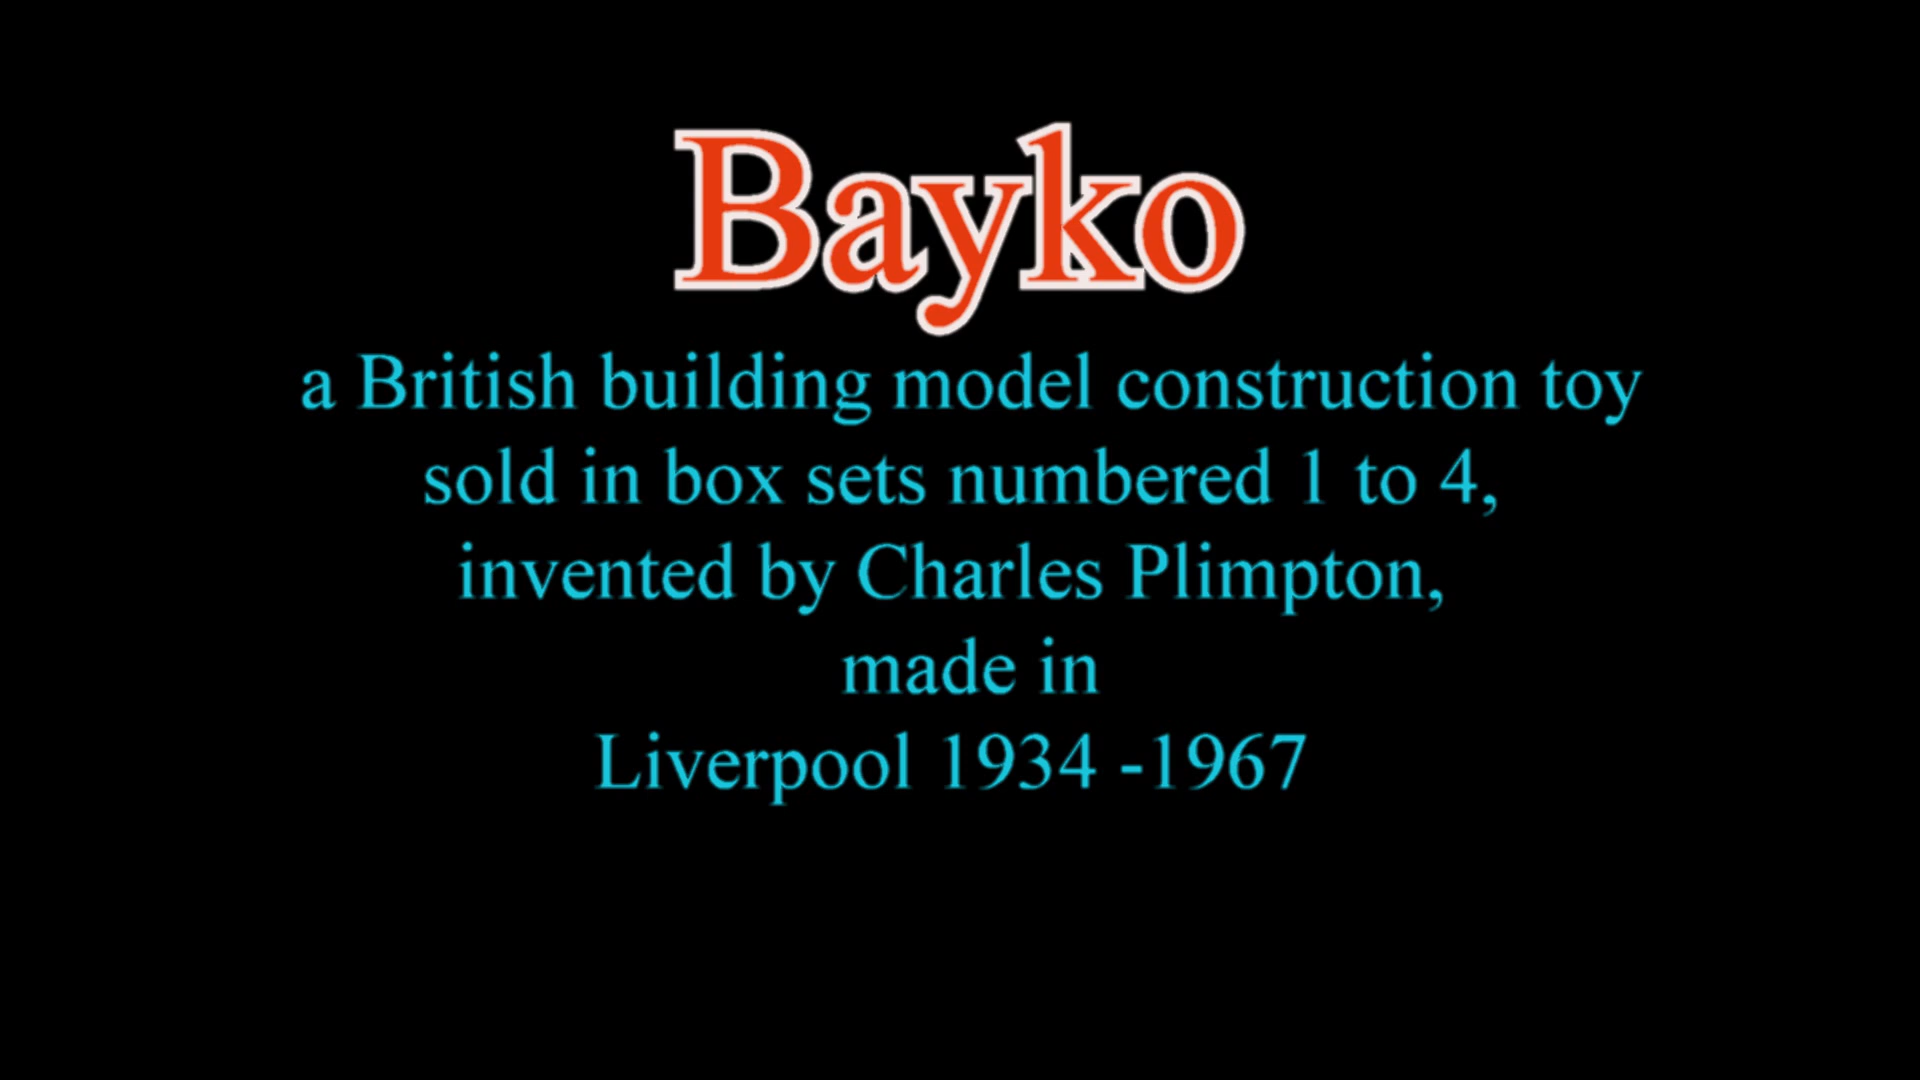 Bayko
a British building model construction toy
sold in box sets numbered 1 to 4,
invented by Charles Plimpton,
made in
Liverpool 1934 -1967